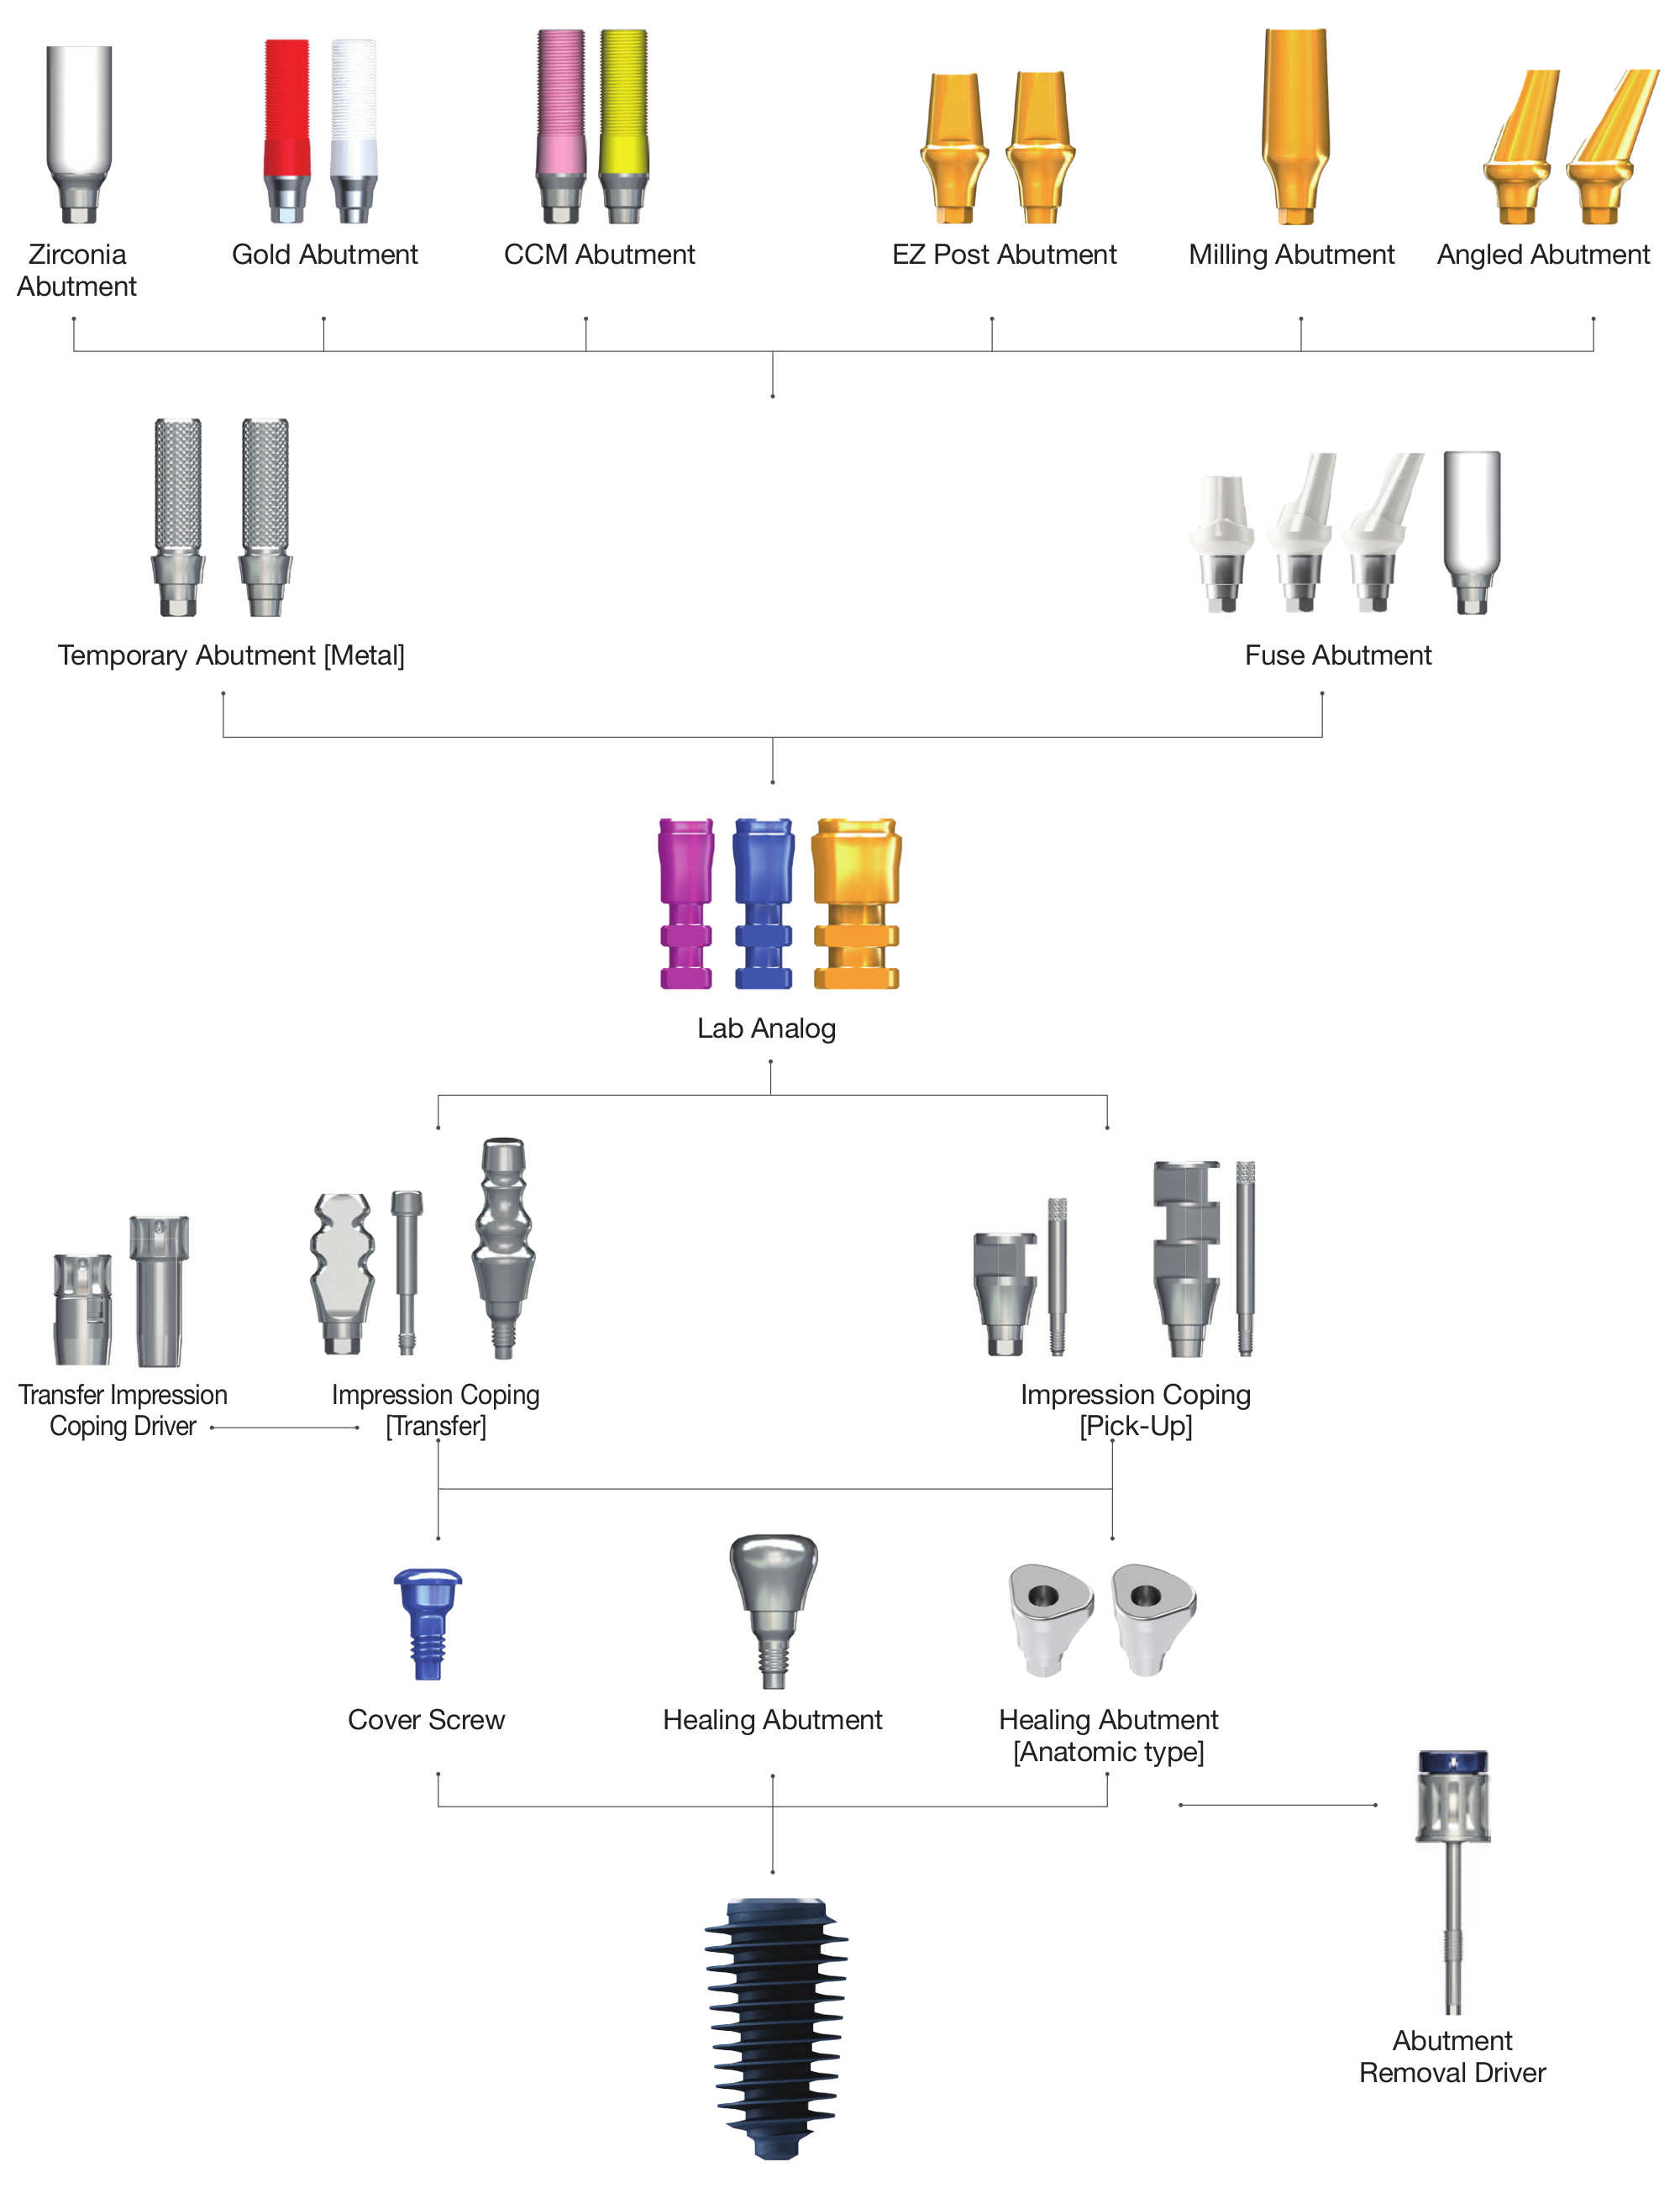 Zirconia
Abutment
Gold Abutment
CCM Abutment
EZ Post Abutment
Milling Abutment
Angled Abutment
Temporary Abutment [Metal]
Fuse Abutment
Lab Analog
Transfer Impression
Coping Driver
Impression Coping
[Transfer]
Impression Coping
[Pick-Up]
Cover Screw
Healing Abutment
Healing Abutment
[Anatomic type]
Abutment
Removal Driver